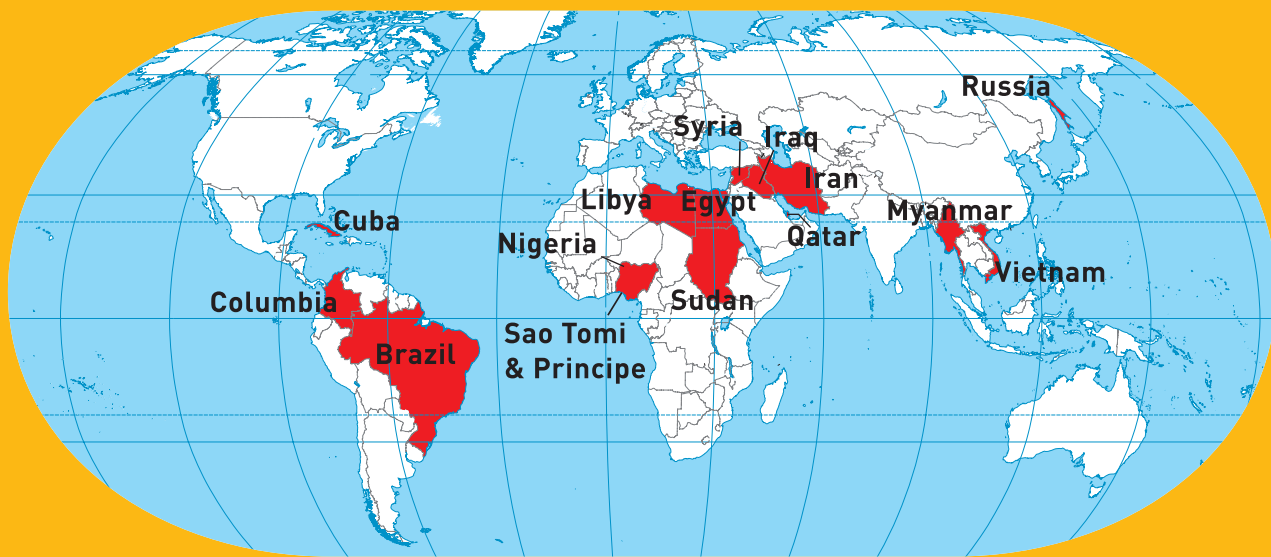 Russia
Syria
Iraq
Iran
Libya
Egypt
Myanmar
Cuba
Qatar
Nigeria
Vietnam
Columbia
Sudan
Sao Tomi
& Principe
Brazil